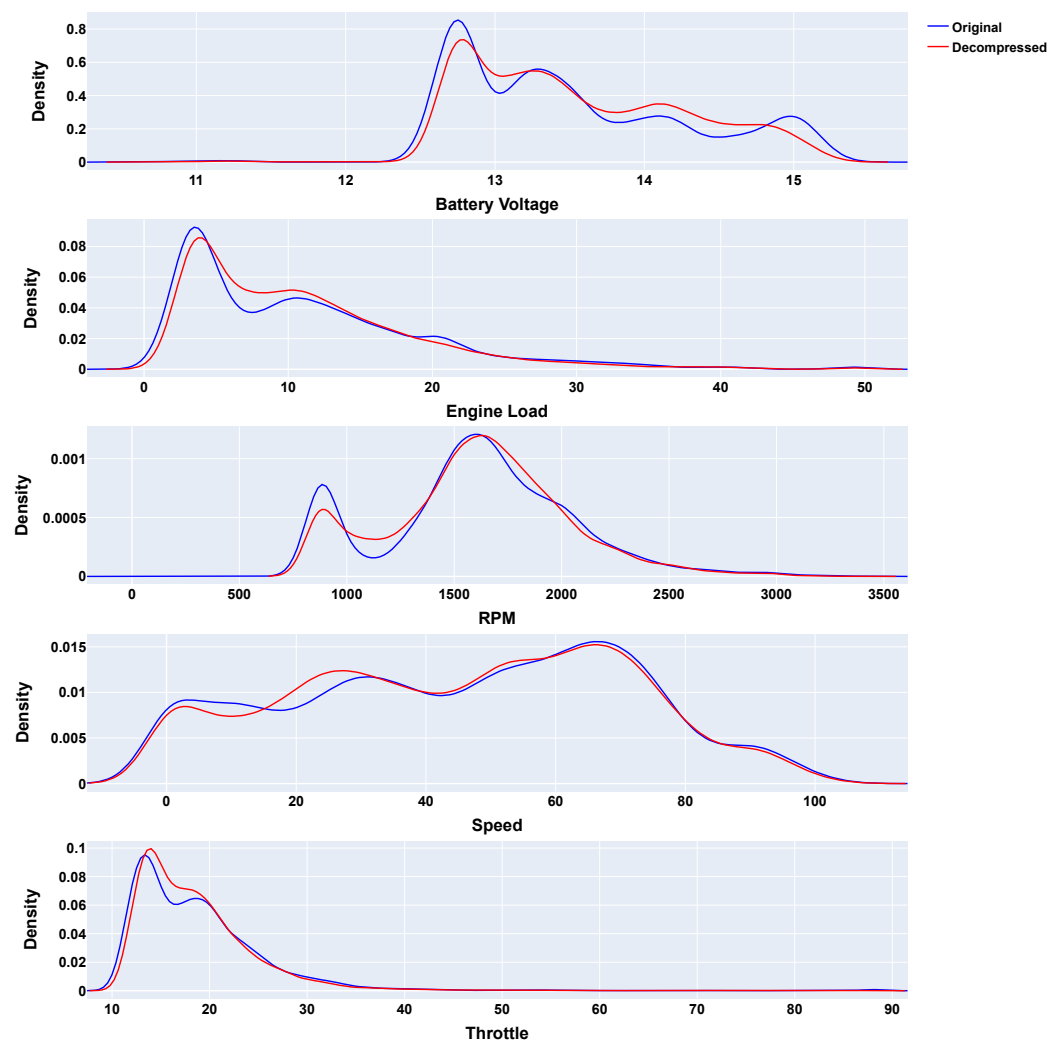 Original
Decompressed
0.8
0.6
0.4
0.2
0
Density
11 12 13 14 15
Battery Voltage
0.08
0.06
0.04
0.02
0
Density
0 10 20 30 40 50
Engine Load
0.001
0.0005
0
Density
0 500 1000 1500 2000 2500 3000 3500
RPM
0.015
0.01
0.005
0
Density
0 20 40 60 80 100
Speed
0.1
0.08
0.06
0.04
0.02
0
Density
10 20 30 40 50 60 70 80 90
Throttle